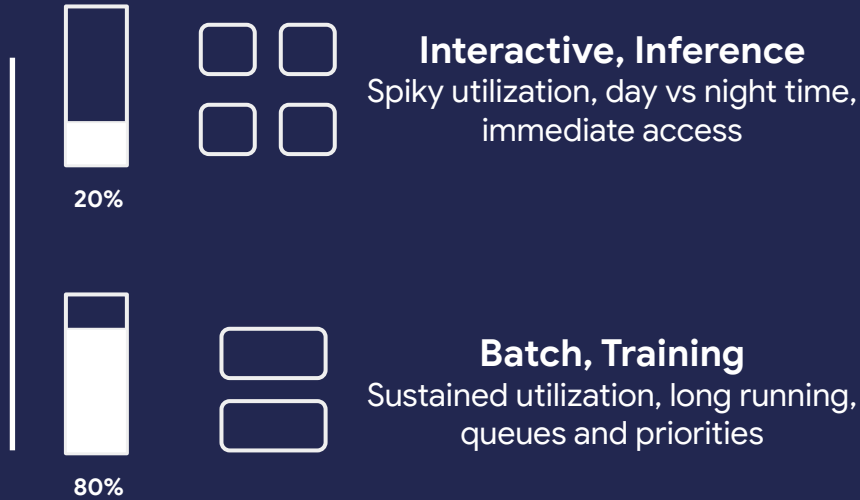 Interactive, Inference
Spiky utilization, day vs night time,
immediate access
20%
Batch, Training
Sustained utilization, long running,
queues and priorities
80%